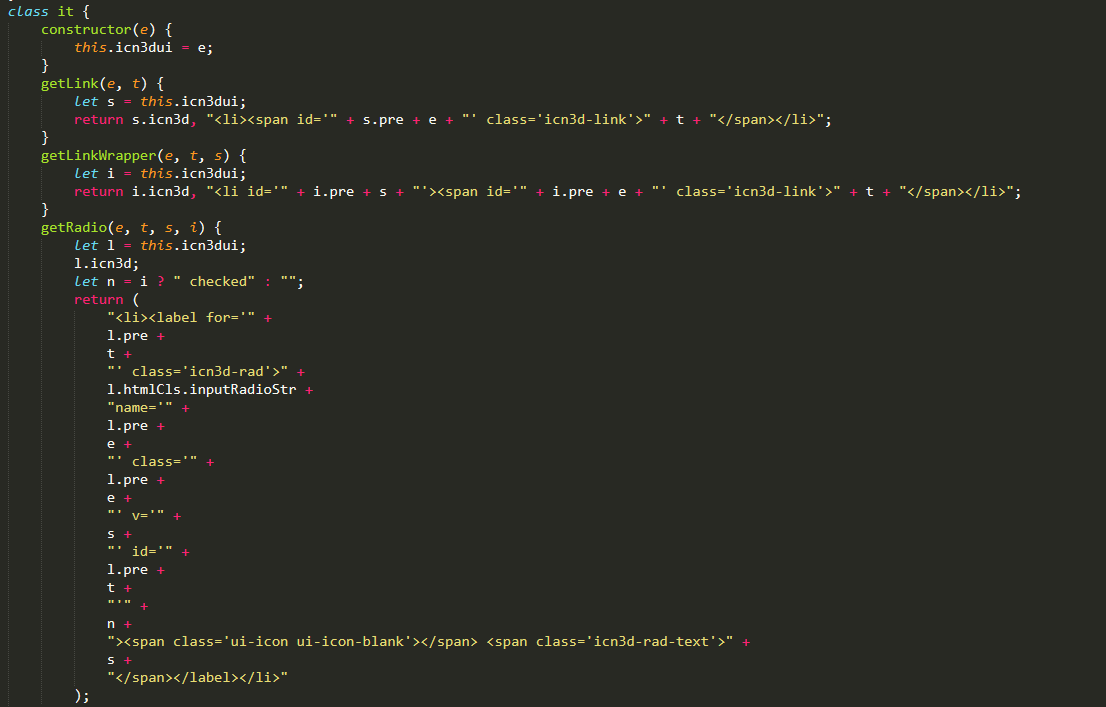 class it {
    constructor(e) {
        this.icn3dui = e;
    }
    getLink(e, t) {
        let s = this.icn3dui;
        return s.icn3d, "<li><span id='" + s.pre + e + "' class='icn3d-link'>" + t + "</span></li>";
    }
    getLinkWrapper(e, t, s) {
        let i = this.icn3dui;
        return i.icn3d, "<li id='" + i.pre + s + "'><span id='" + i.pre + e + "' class='icn3d-link'>" + t + "</span></li>";
    }
    getRadio(e, t, s, i) {
        let l = this.icn3dui;
        l.icn3d;
        let n = i ? " checked" : "";
        return (
            "<li><label for='" +
            l.pre +
            t +
            "' class='icn3d-rad'>" +
            l.htmlCls.inputRadioStr +
            "name='" +
            l.pre +
            e +
            "' class='" +
            l.pre +
            e +
            "' v='" +
            s +
            "' id='" +
            l.pre +
            t +
            "'" +
            n +
            "><span class='ui-icon ui-icon-blank'></span> <span class='icn3d-rad-text'>" +
            s +
            "</span></label></li>"
        );